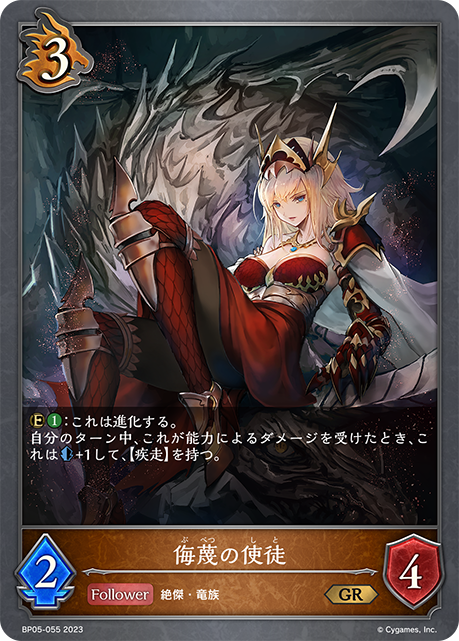 3
E 1：これは進化する。
自分のターン中、これが能力によるダメージを受けたとき、こ
れは+1して、【疾走】を持つ。
ぶべつ しと
侮蔑の使徒
2
Follower 絶傑・竜族 GR
4
BP05-055 2023 © Cygames, Inc.